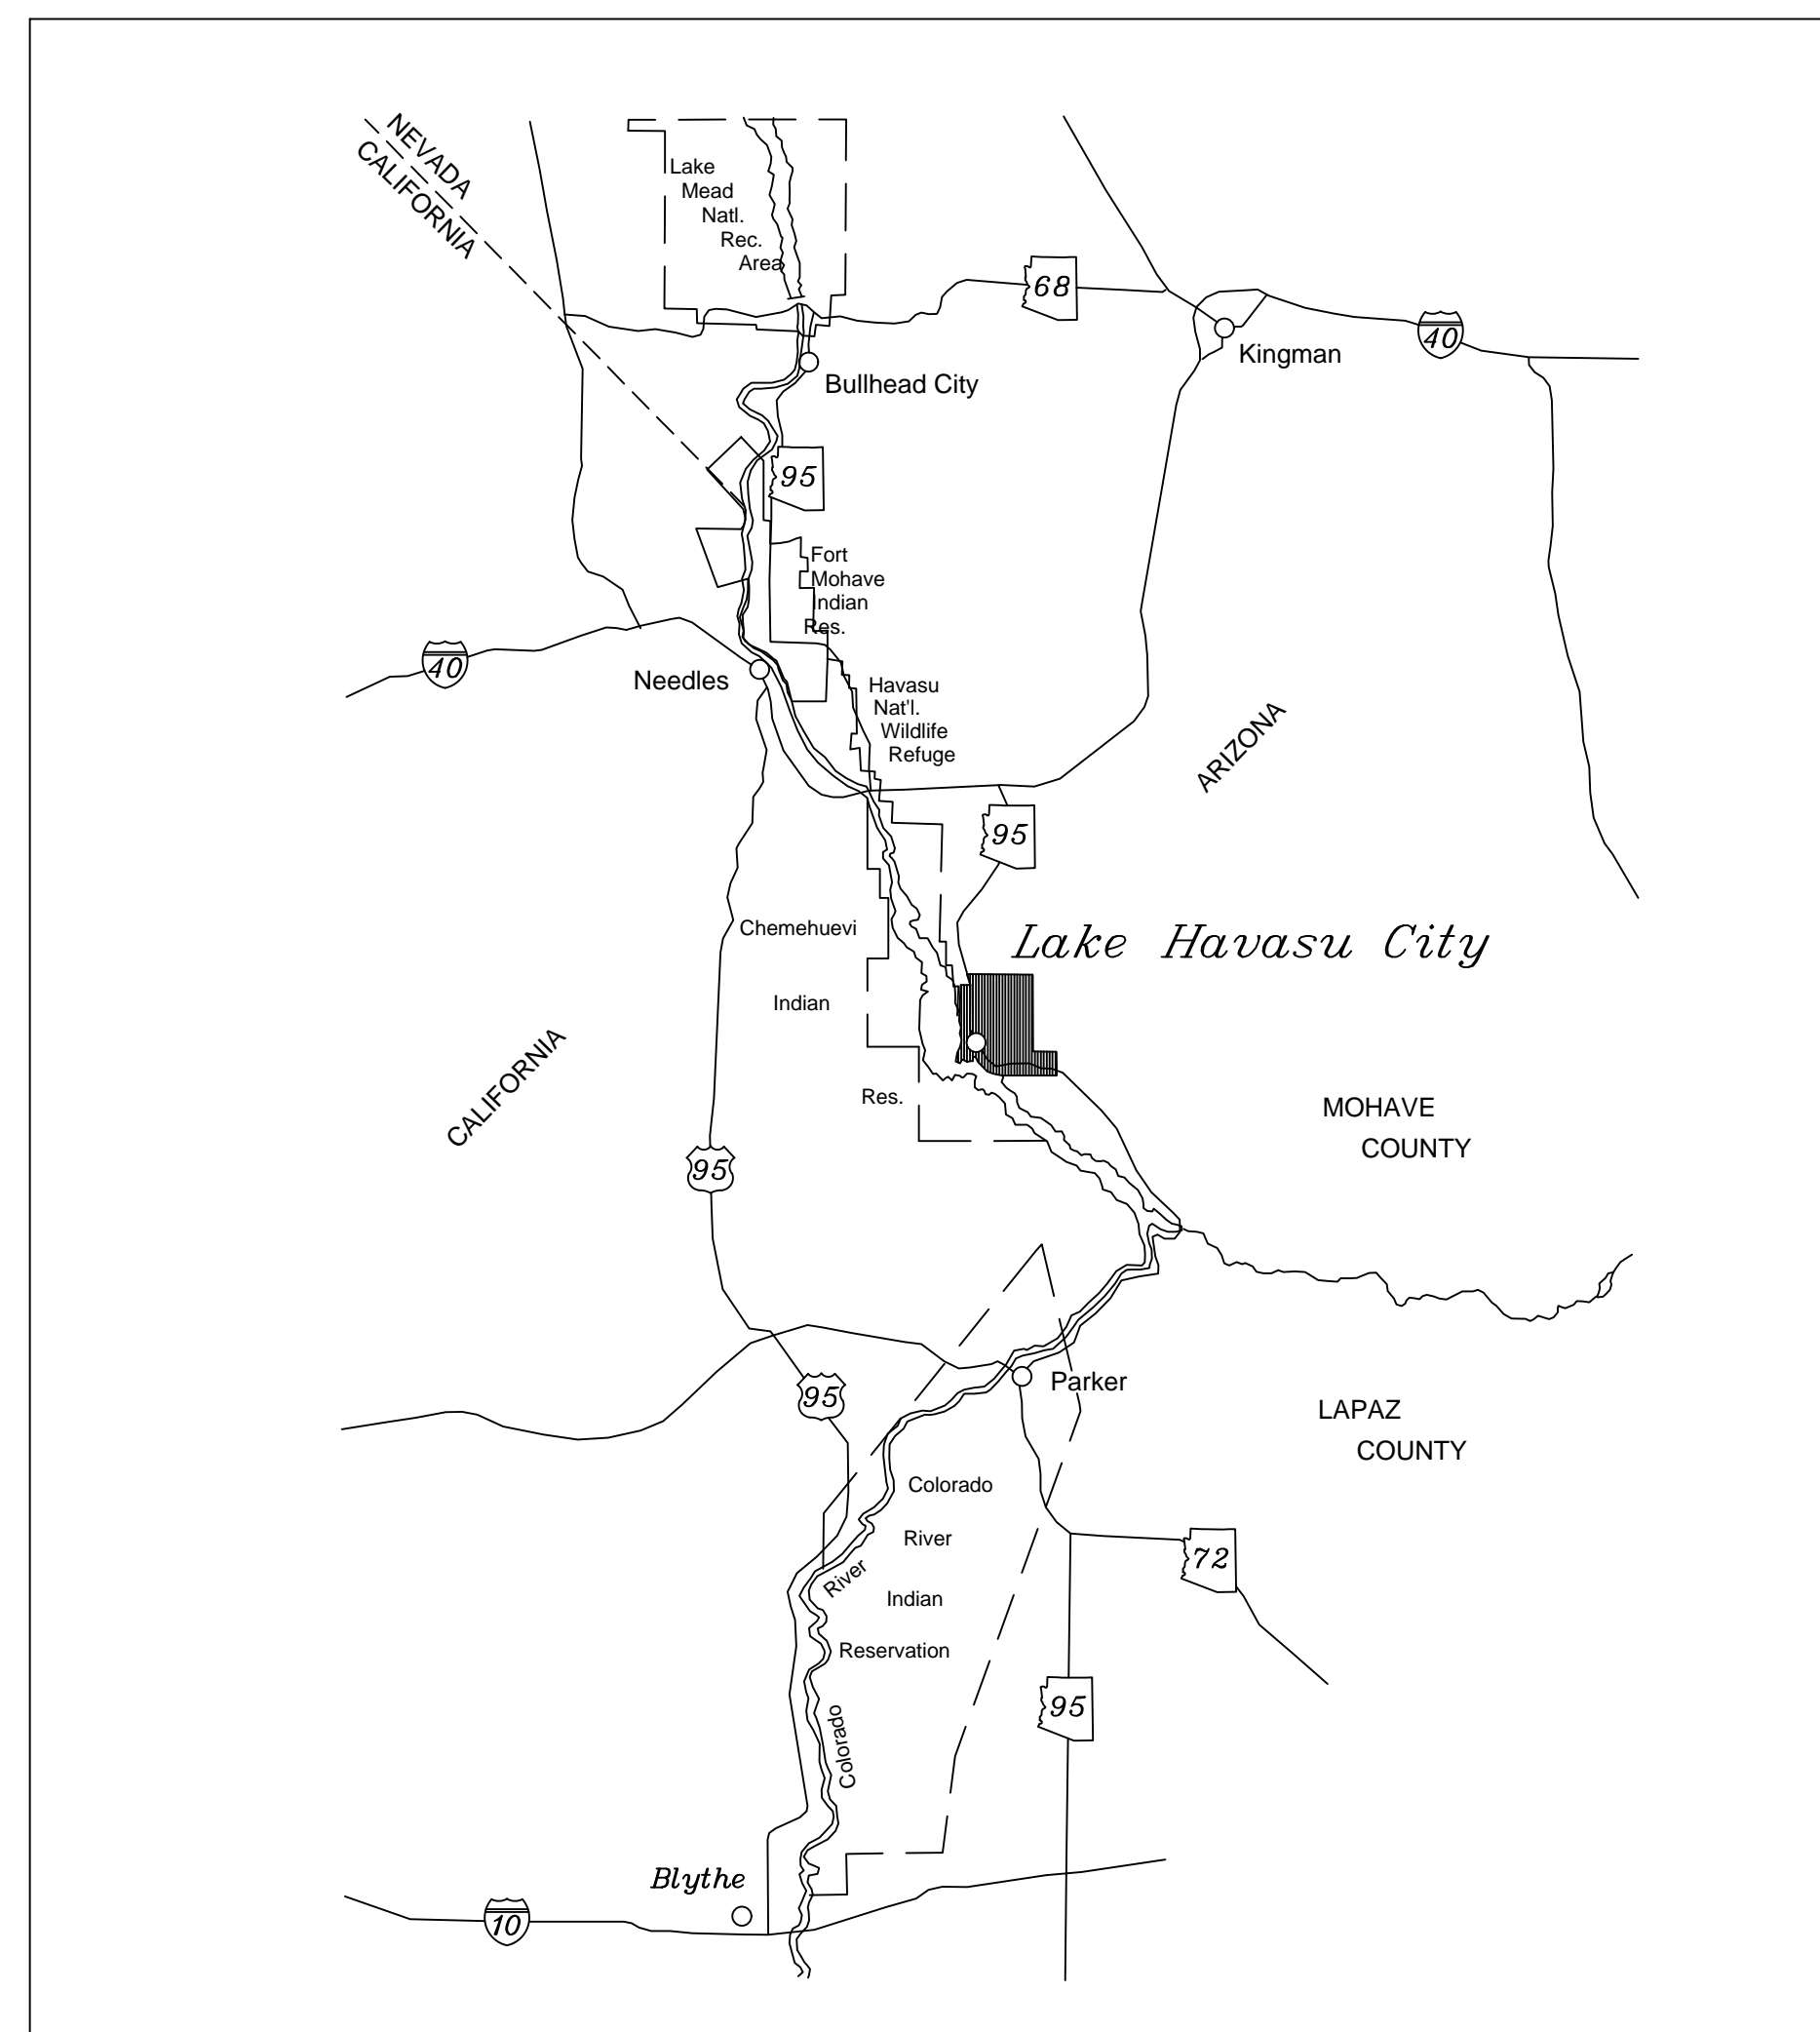 NEVADA
CALIFORNIA
Lake
Mead
Natl.
Rec.
Area
68
40
Kingman
Bullhead City
95
Fort
Mohave
Indian
Res.
40
Needles
Havasu
Nat'l.
Wildlife
Refuge
ARIZONA
95
Chemehuevi
Indian
Res.
Lake Havasu City
CALIFORNIA
MOHAVE
COUNTY
95
95
Parker
LAPAZ
COUNTY
Colorado
River
Indian
Reservation
72
95
Colorado
River
Blythe
10